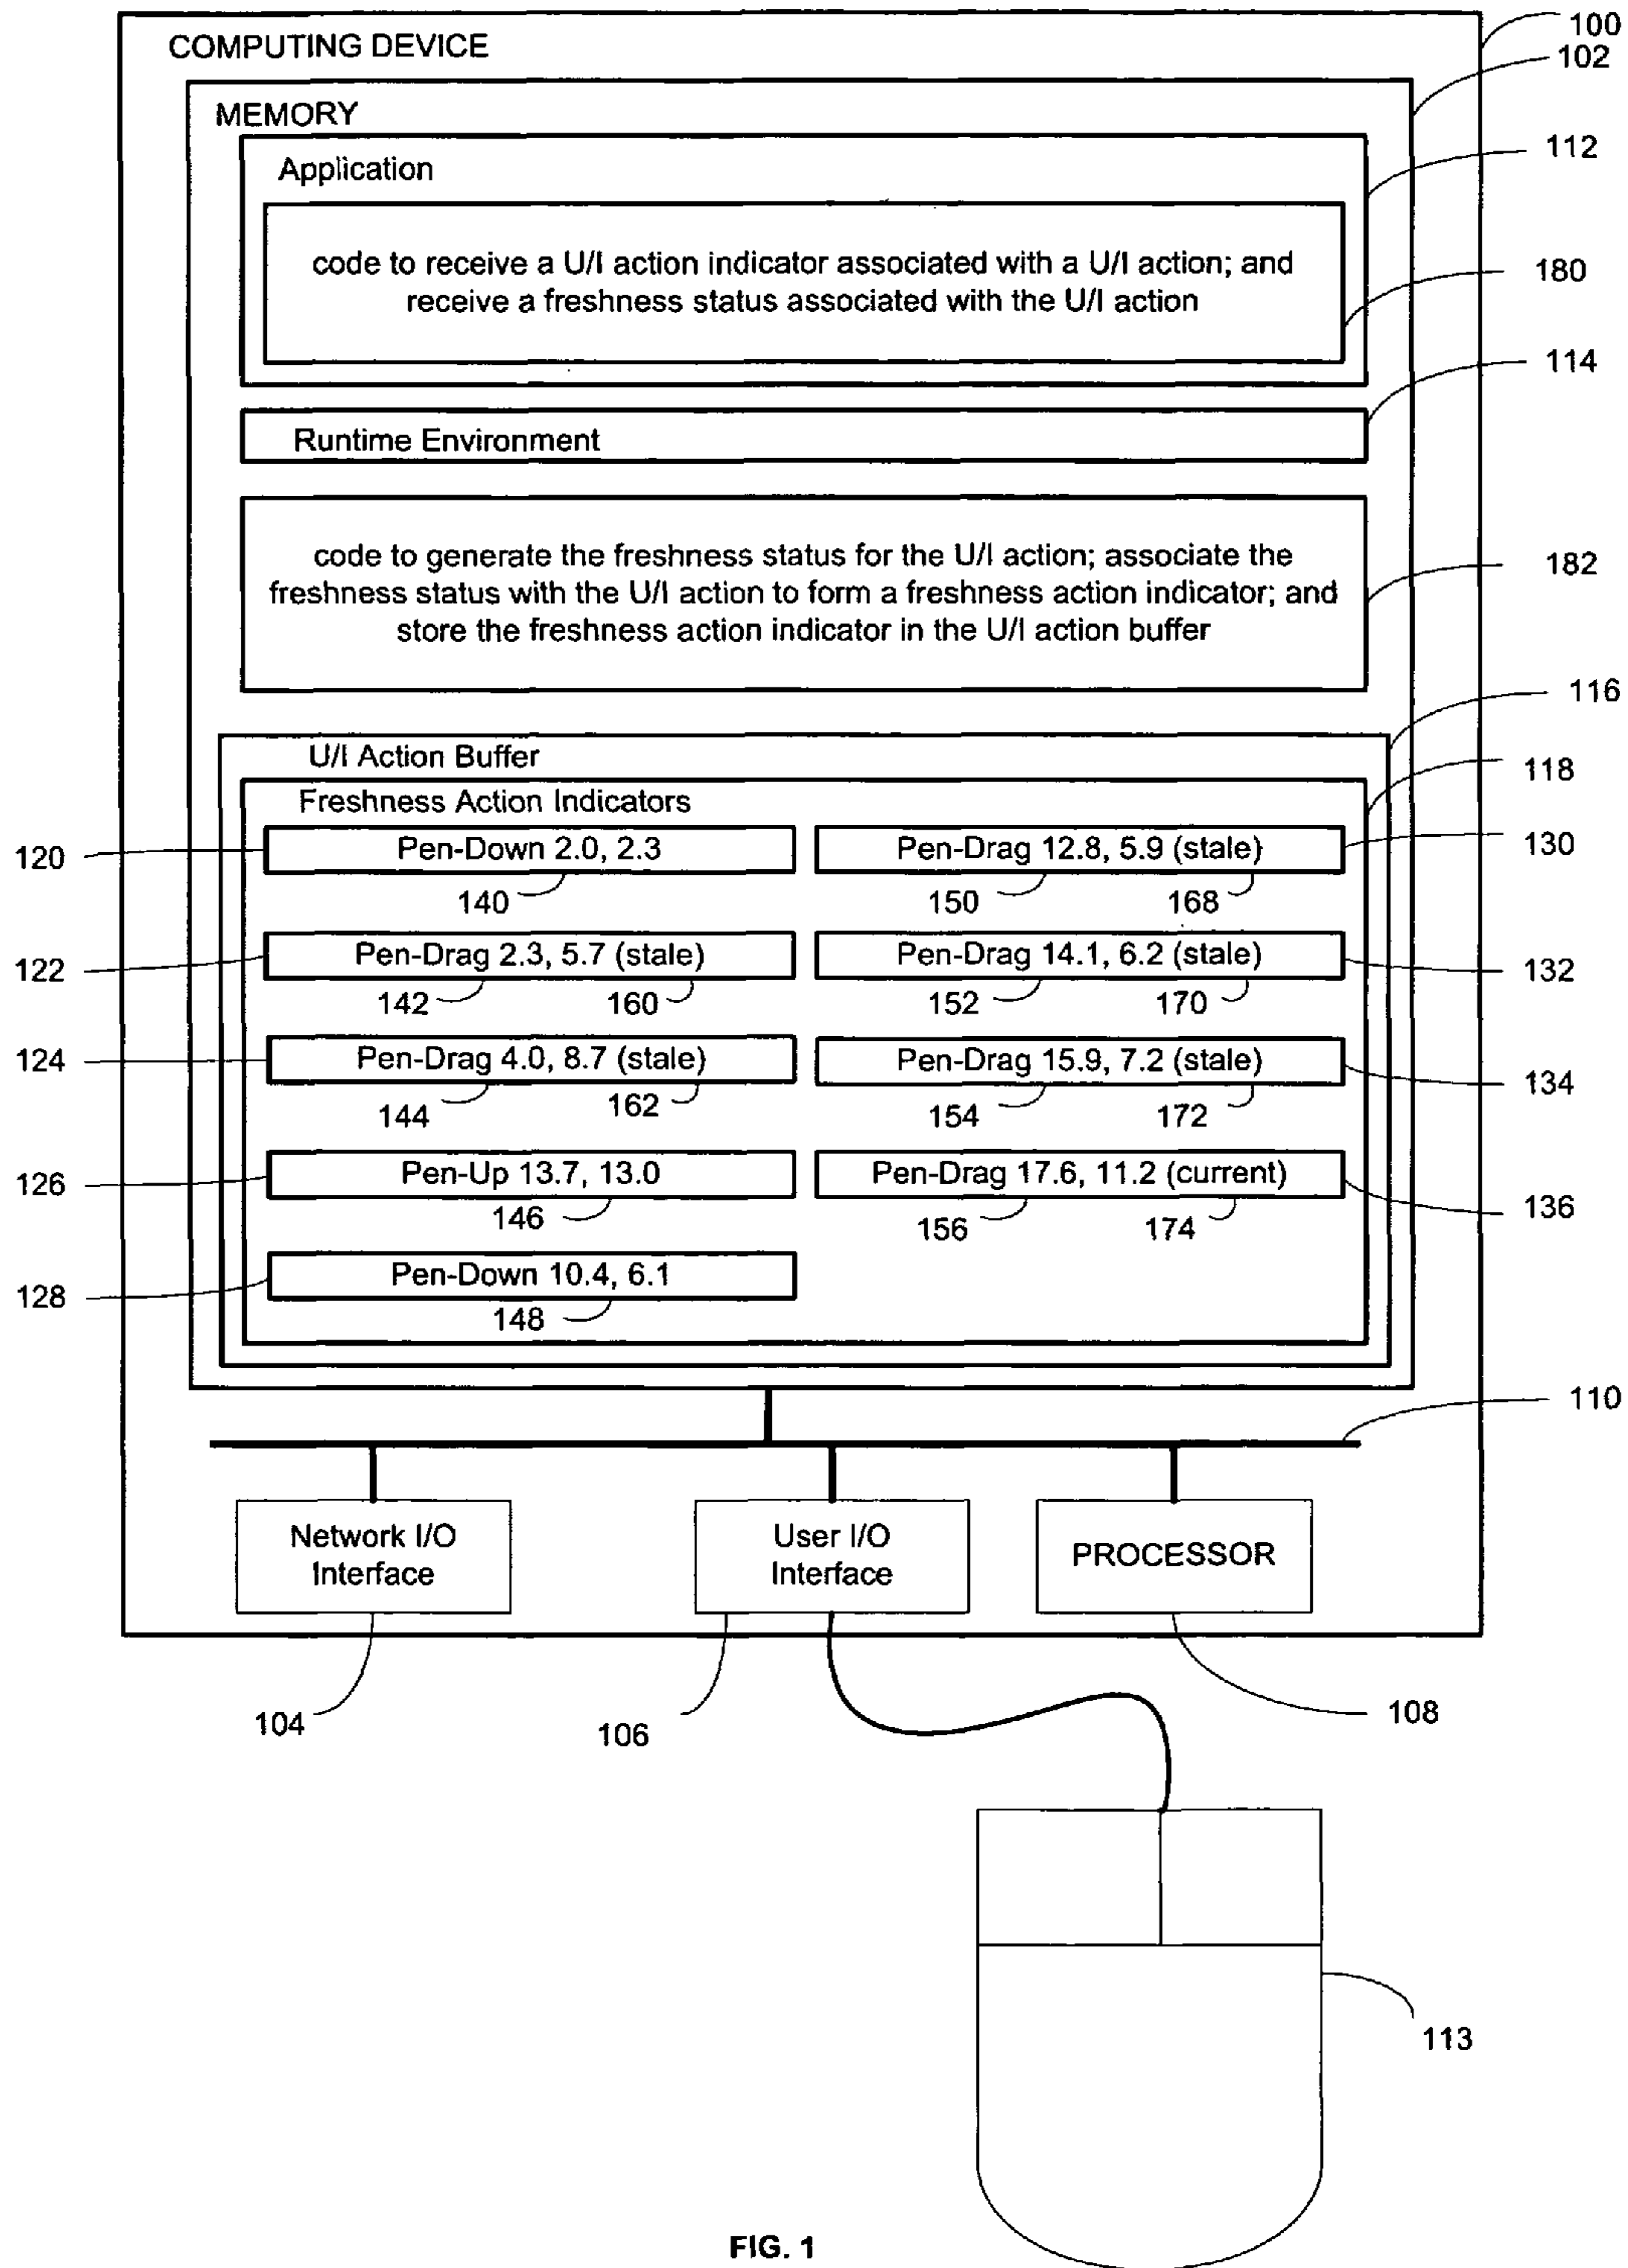 100
COMPUTING DEVICE
102
MEMORY
112
Application
code to receive a U/I action indicator associated with a U/I action; and
receive a freshness status associated with the U/I action
180
114
Runtime Environment
code to generate the freshness status for the U/I action; associate the
freshness status with the U/I action to form a freshness action indicator; and
store the freshness action indicator in the U/I action buffer
182
116
U/I Action Buffer
118
Freshness Action Indicators
120
Pen-Down 2.0, 2.3
Pen-Drag 12.8, 5.9 (stale)
130
140
150
168
122
Pen-Drag 2.3, 5.7 (stale)
Pen-Drag 14.1, 6.2 (stale)
132
142
160
152
170
124
Pen-Drag 4.0, 8.7 (stale)
Pen-Drag 15.9, 7.2 (stale)
134
144
162
154
172
126
Pen-Up 13.7, 13.0
Pen-Drag 17.6, 11.2 (current)
136
146
156
174
128
Pen-Down 10.4, 6.1
148
110
Network I/O
Interface
User I/O
Interface
PROCESSOR
104
106
108
113
FIG. 1